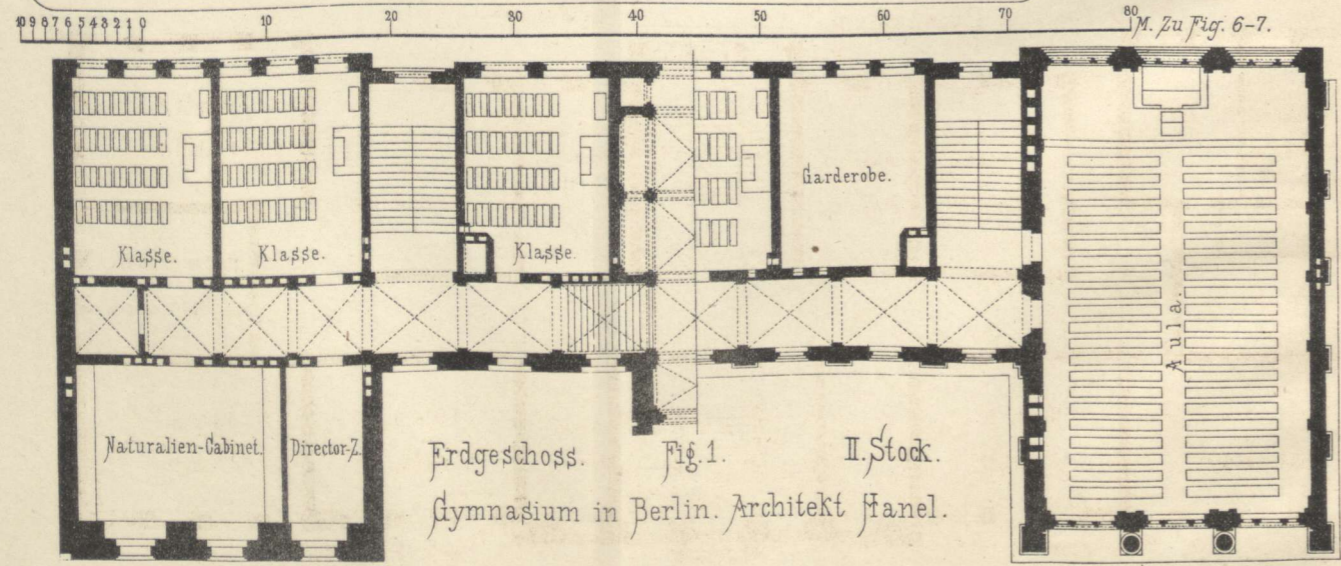 10 9 8 7 6 5 4 3 2 1 0 10 20 30 40 50 60 70 80
M. Zu Fig. 6-7.
Klasse.
Klasse.
Klasse.
Garderobe.
Aula.
Naturalien-Cabinet.
Director-Z.
Erdgeschoss. Fig. 1. II. Stock.
Gymnasium in Berlin. Architekt Hanel.